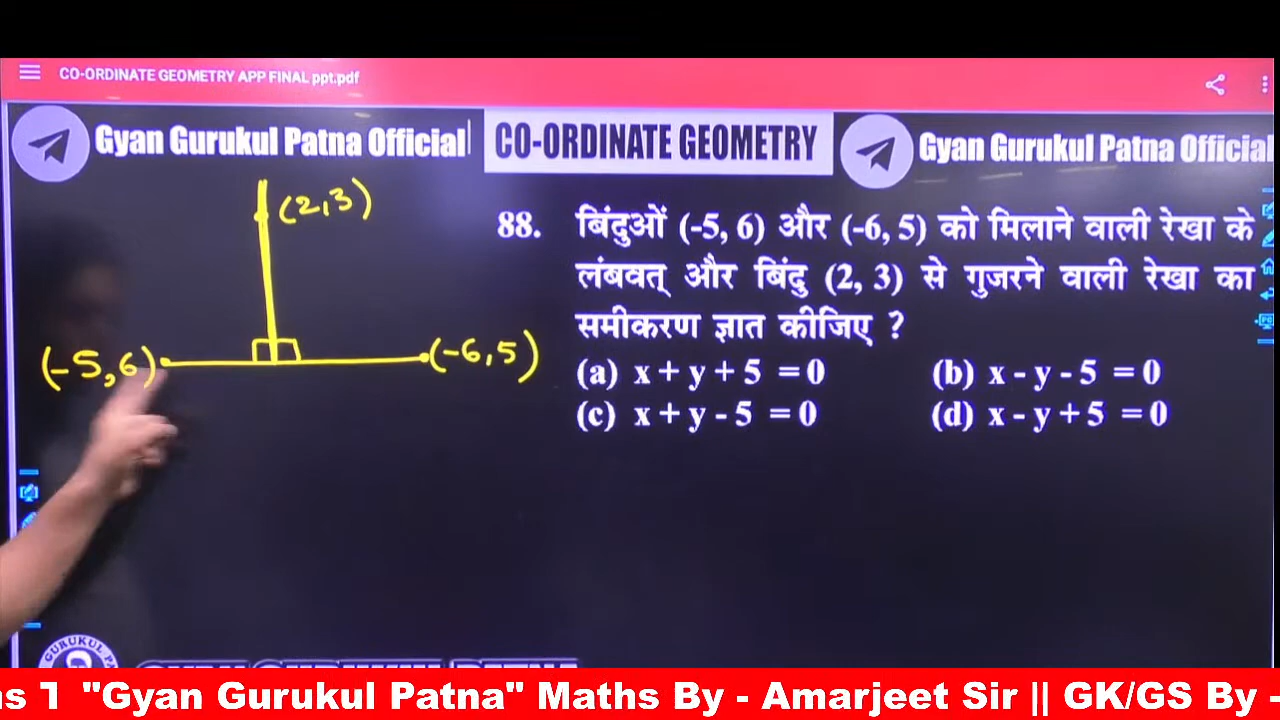 CO-ORDINATE GEOMETRY APP FINAL ppt.pdf
Gyan Gurukul Patna Official
CO-ORDINATE GEOMETRY
Gyan Gurukul Patna Official
(2,3)
(-5,6)
(-6,5)
88. बिंदुओं (-5, 6) और (-6, 5) को मिलाने वाली रेखा के
लंबवत् और बिंदु (2, 3) से गुजरने वाली रेखा का
समीकरण ज्ञात कीजिए ?
(a) x + y + 5 = 0 (b) x - y - 5 = 0
(c) x + y - 5 = 0 (d) x - y + 5 = 0
"Gyan Gurukul Patna" Maths By - Amarjeet Sir || GK/GS By -